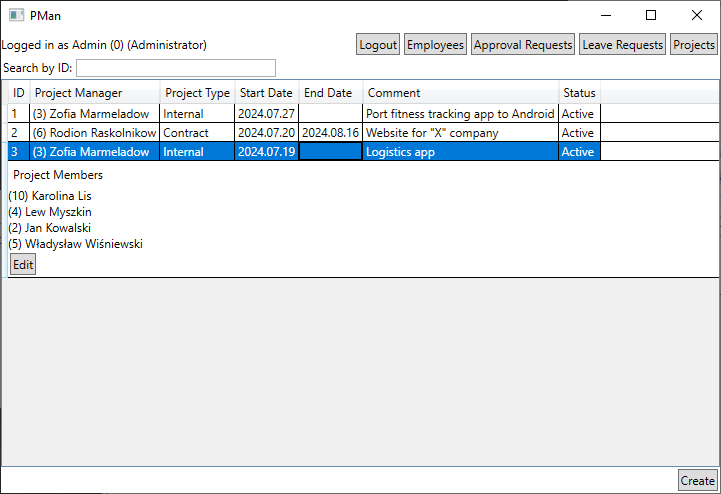 PMan
Logged in as Admin (0) (Administrator) Logout Employees Approval Requests Leave Requests Projects
Search by ID:
ID Project Manager Project Type Start Date End Date Comment Status
1 (3) Zofia Marmeladow Internal 2024.07.27 Port fitness tracking app to Android Active
2 (6) Rodion Raskolnikow Contract 2024.07.20 2024.08.16 Website for "X" company Active
3 (3) Zofia Marmeladow Internal 2024.07.19 Logistics app Active
Project Members
(10) Karolina Lis
(4) Lew Myszkin
(2) Jan Kowalski
(5) Władysław Wiśniewski
Edit
Create